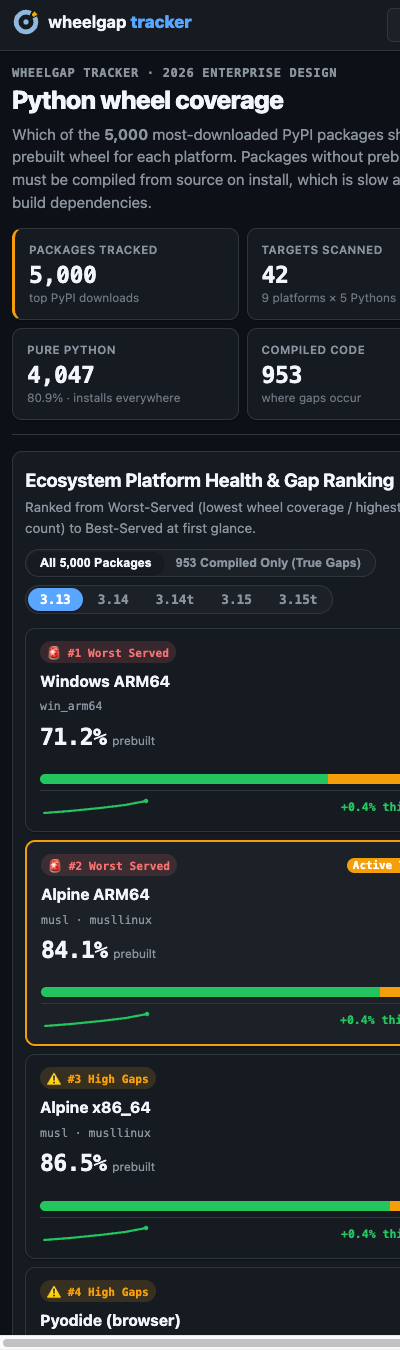 wheelgap tracker
WHEELGAP TRACKER · 2026 ENTERPRISE DESIGN
Python wheel coverage
Which of the 5,000 most-downloaded PyPI packages
prebuilt wheel for each platform. Packages without
must be compiled from source on install, which is slow
build dependencies.
PACKAGES TRACKED
5,000
top PyPI downloads
TARGETS SCANNED
42
9 platforms × 5 Pythons
PURE PYTHON
4,047
80.9% · installs everywhere
COMPILED CODE
953
where gaps occur
Ecosystem Platform Health & Gap Ranking
Ranked from Worst-Served (lowest wheel coverage / highest
count) to Best-Served at first glance.
All 5,000 Packages 953 Compiled Only (True Gaps)
3.13 3.14 3.14t 3.15 3.15t
#1 Worst Served
Windows ARM64
win_arm64
71.2% prebuilt
+0.4%
#2 Worst Served
Active
Alpine ARM64
musl · musllinux
84.1% prebuilt
+0.4%
#3 High Gaps
Alpine x86_64
musl · musllinux
86.5% prebuilt
+0.4%
#4 High Gaps
Pyodide (browser)